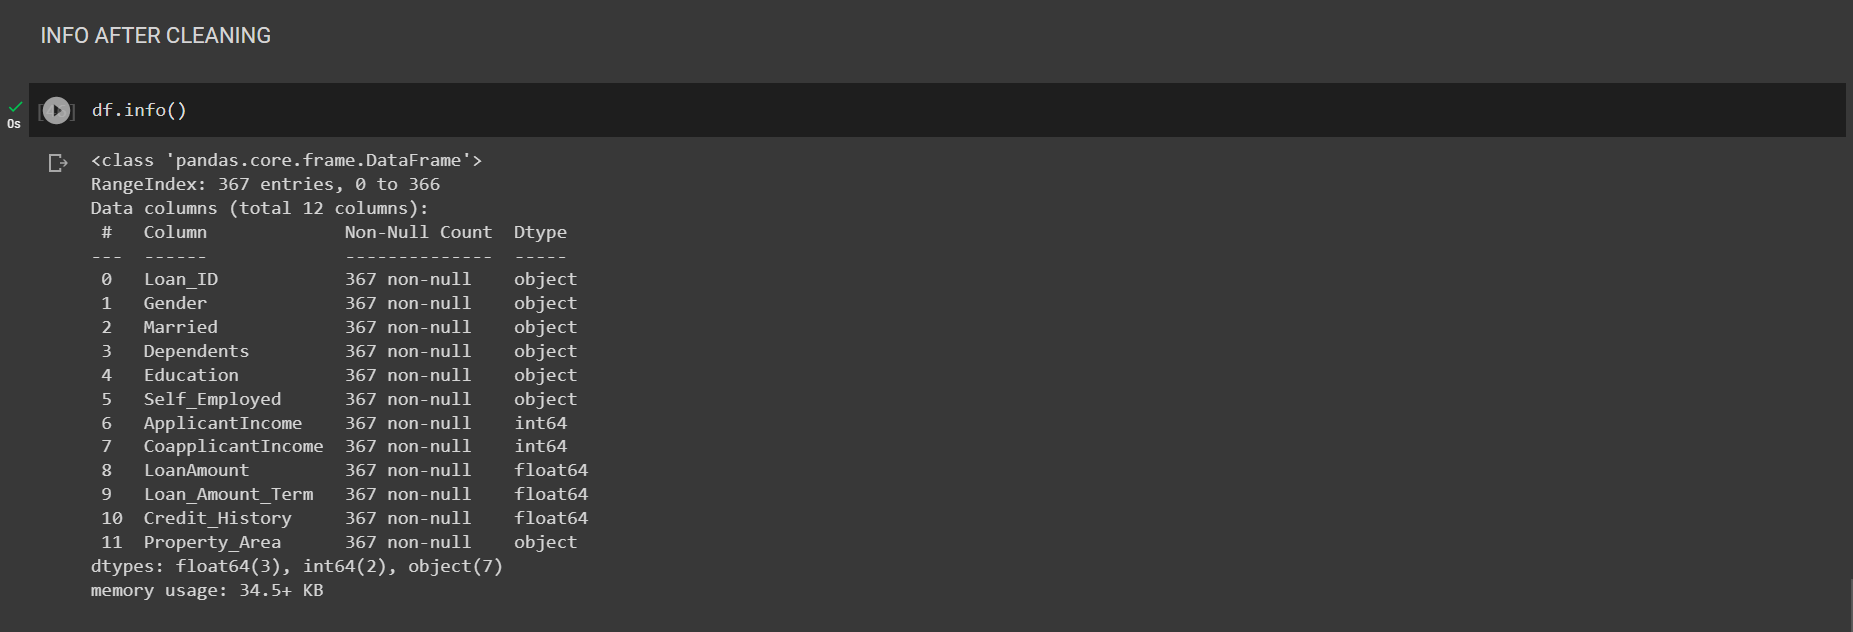 INFO AFTER CLEANING
0s
df.info()
<class 'pandas.core.frame.DataFrame'>
RangeIndex: 367 entries, 0 to 366
Data columns (total 12 columns):
 #   Column             Non-Null Count  Dtype
---  ------             --------------  -----
 0   Loan_ID            367 non-null    object
 1   Gender             367 non-null    object
 2   Married            367 non-null    object
 3   Dependents         367 non-null    object
 4   Education          367 non-null    object
 5   Self_Employed      367 non-null    object
 6   ApplicantIncome    367 non-null    int64
 7   CoapplicantIncome  367 non-null    int64
 8   LoanAmount         367 non-null    float64
 9   Loan_Amount_Term   367 non-null    float64
 10  Credit_History     367 non-null    float64
 11  Property_Area      367 non-null    object
dtypes: float64(3), int64(2), object(7)
memory usage: 34.5+ KB